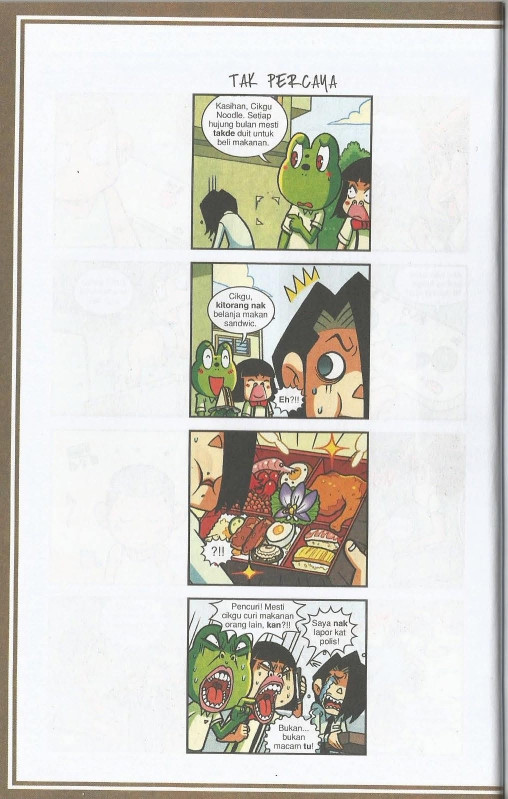 TAK PERCAYA
Kasihan, Cikgu
Noodle. Setiap
hujung bulan mesti
takde duit untuk
beli makanan.
Cikgu,
kitorang nak
belanja makan
sandwic.
Eh?!!
?!!
Pencuri! Mesti
cikgu curi makanan
orang lain, kan?!!
Saya nak
lapor kat
polis!
Bukan...
bukan
macam tu!